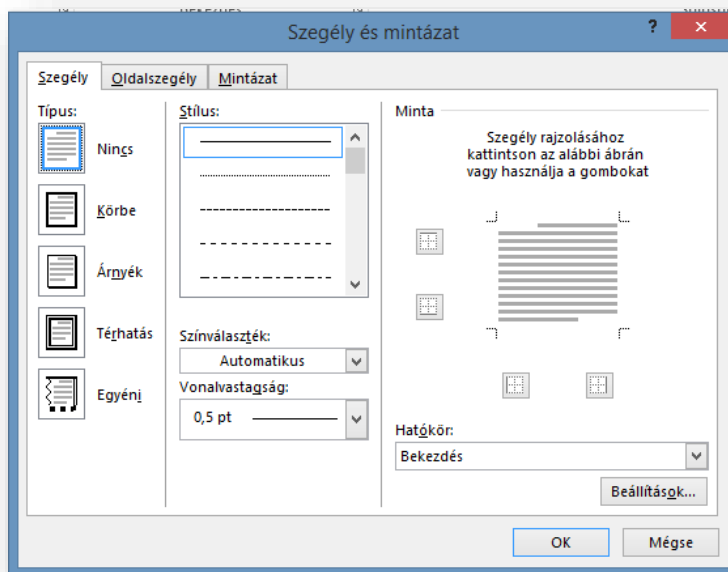 Szegély és mintázat
?
Szegély
Oldalszegély
Mintázat
Típus:
Nincs
Körbe
Árnyék
Térhatás
Egyéni
Stílus:
Színválaszték:
Automatikus
Vonalvastagság:
0,5 pt
Minta
Szegély rajzolásához
kattintson az alábbi ábrán
vagy használja a gombokat
Hatókör:
Bekezdés
Beállítások...
OK
Mégse